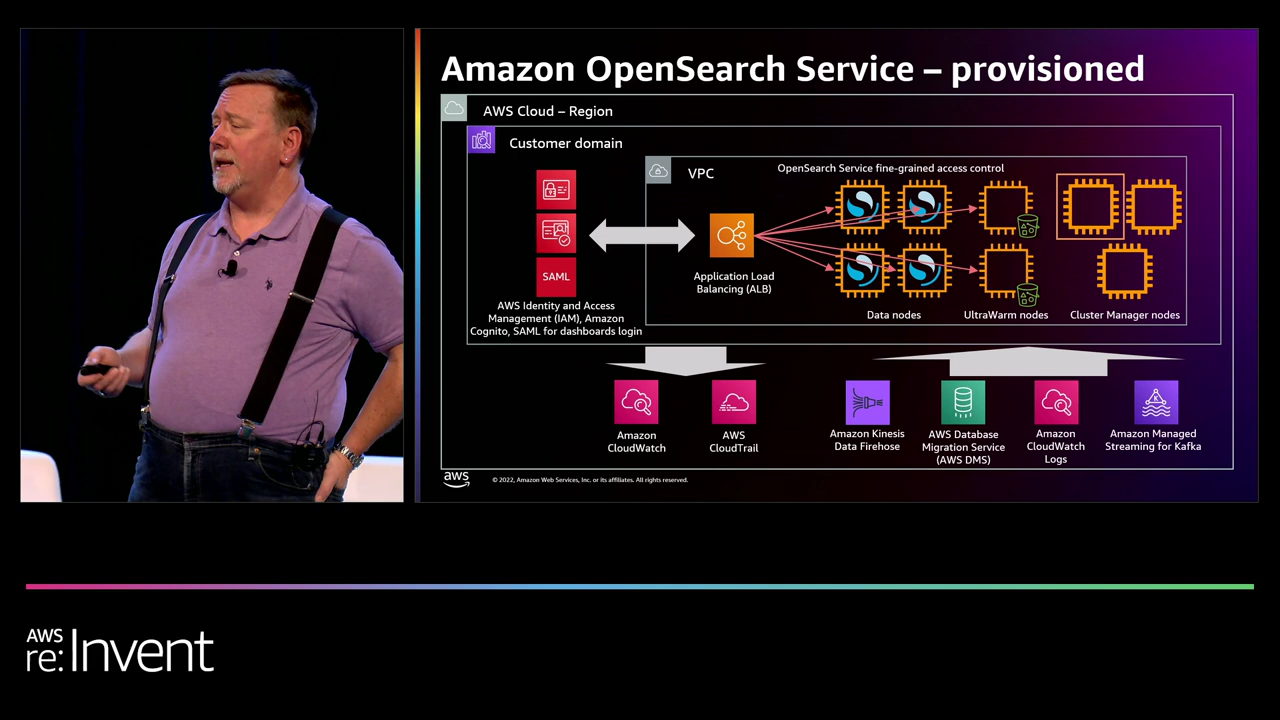 Amazon OpenSearch Service – provisioned
AWS Cloud – Region
Customer domain
VPC
OpenSearch Service fine-grained access control
SAML
AWS Identity and Access
Management (IAM), Amazon
Cognito, SAML for dashboards login
Application Load
Balancing (ALB)
Data nodes
UltraWarm nodes
Cluster Manager nodes
Amazon
CloudWatch
AWS
CloudTrail
Amazon Kinesis
Data Firehose
AWS Database
Migration Service
(AWS DMS)
Amazon
CloudWatch
Logs
Amazon Managed
Streaming for Kafka
aws
© 2022, Amazon Web Services, Inc. or its affiliates. All rights reserved.
AWS
re:Invent